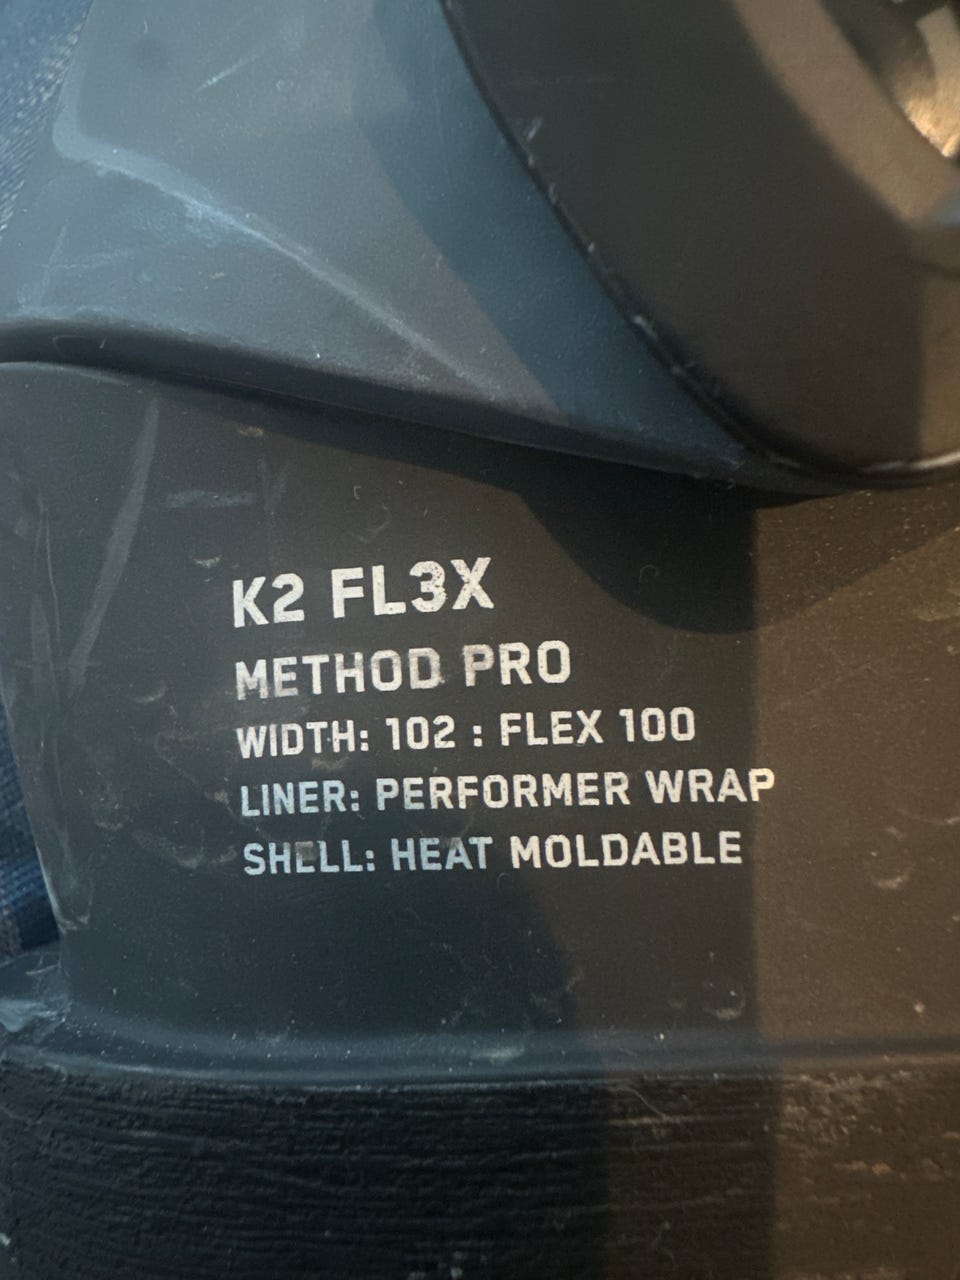 K2 FL3X
METHOD PRO
WIDTH: 102 : FLEX 100
LINER: PERFORMER WRAP
SHELL: HEAT MOLDABLE